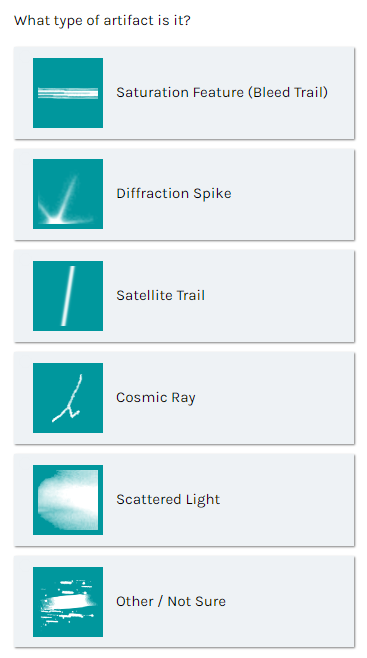 What type of artifact is it?
Saturation Feature (Bleed Trail)
Diffraction Spike
Satellite Trail
Cosmic Ray
Scattered Light
Other / Not Sure